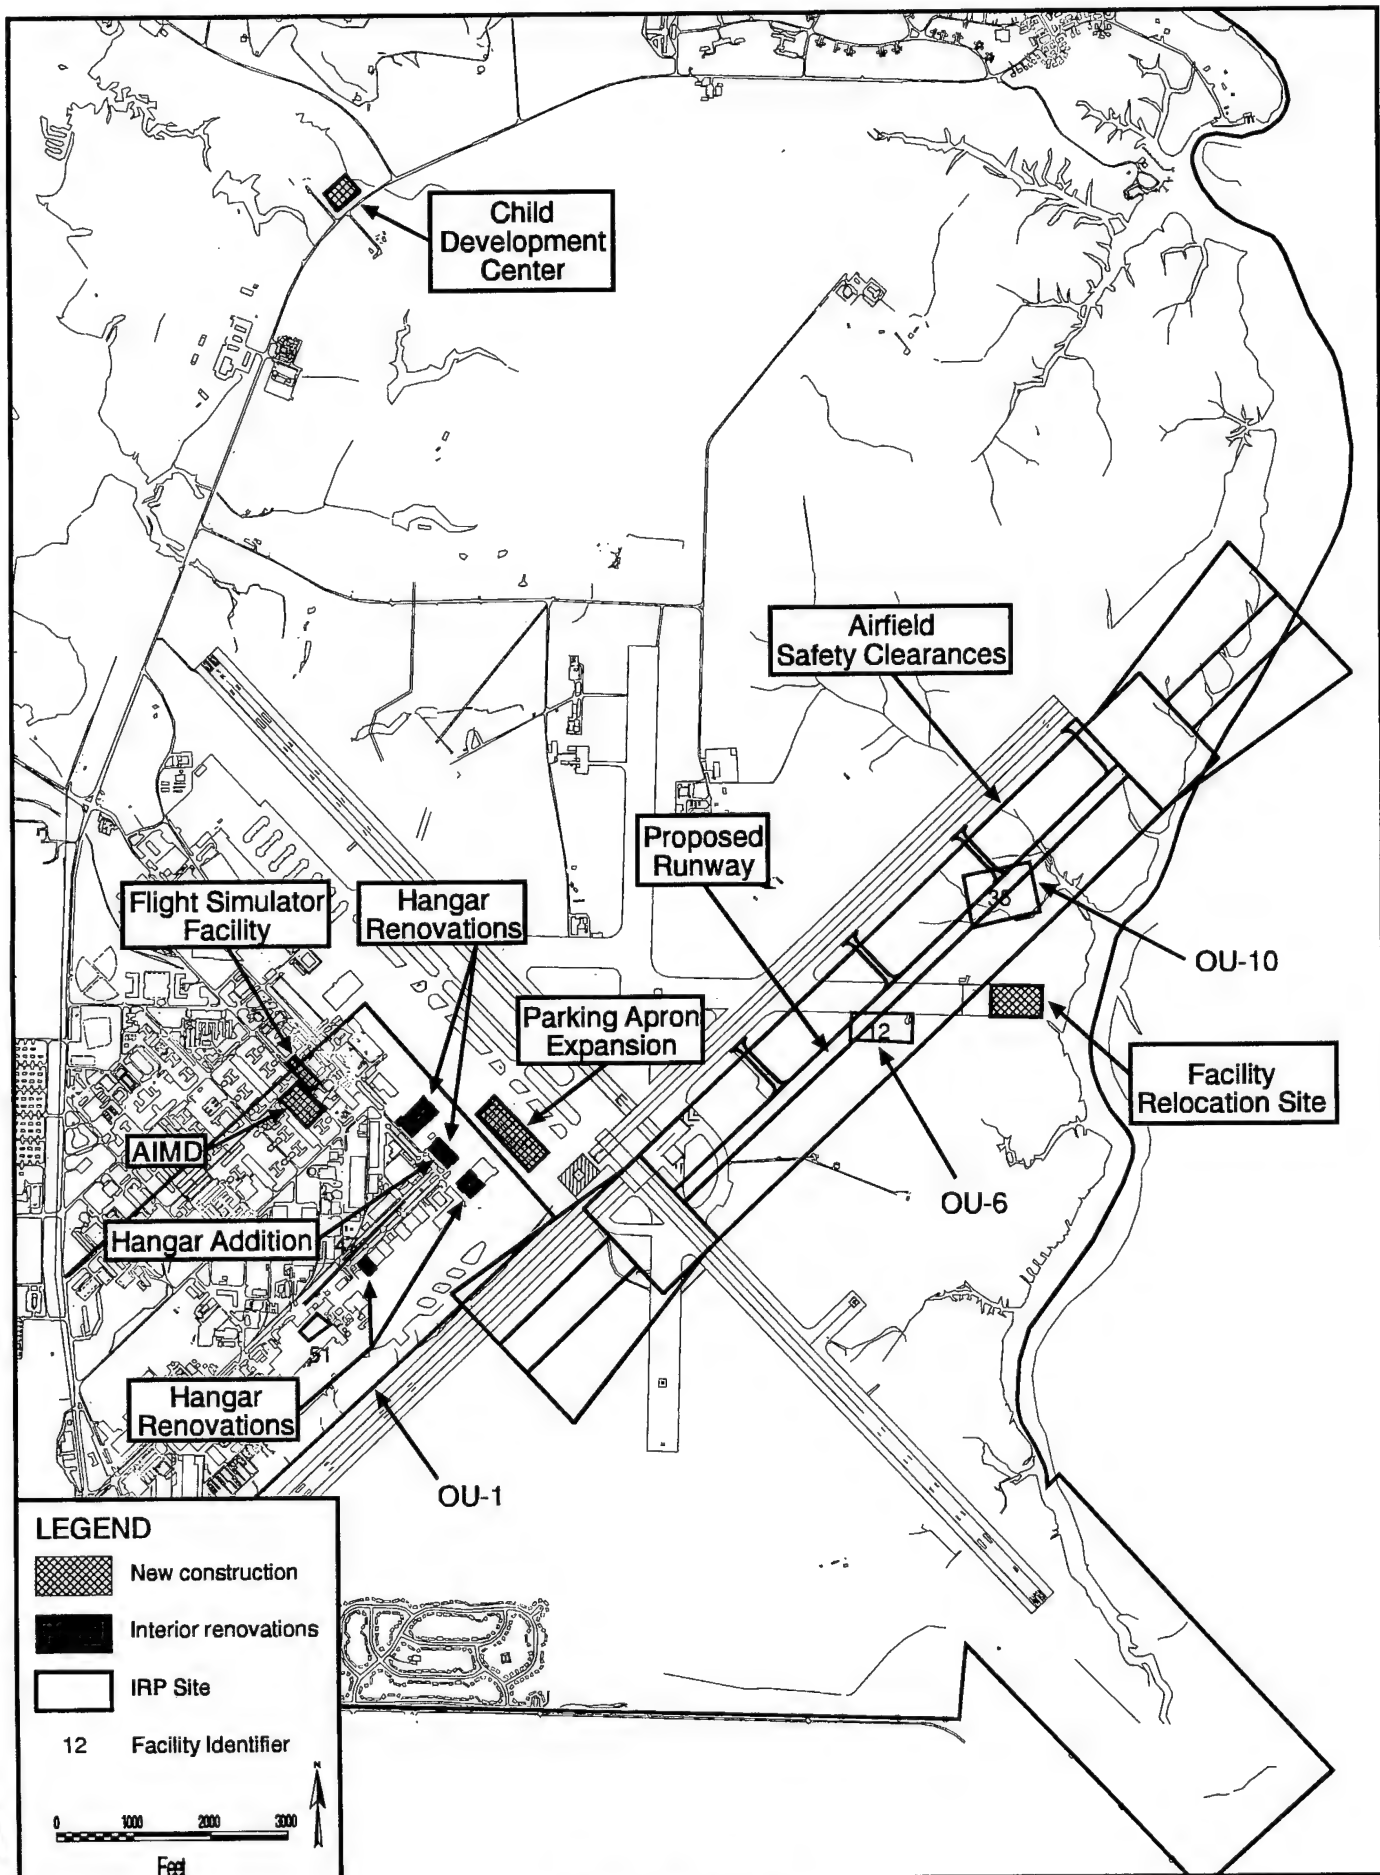 Child
Development
Center
Airfield
Safety Clearances
Proposed
Runway
Flight Simulator
Facility
Hangar
Renovations
38
OU-10
Parking Apron
Expansion
12
Facility
Relocation Site
AIMD
OU-6
Hangar Addition
51
Hangar
Renovations
OU-1
LEGEND
New construction
Interior renovations
IRP Site
12 Facility Identifier
N
0 1000 2000 3000
Feet